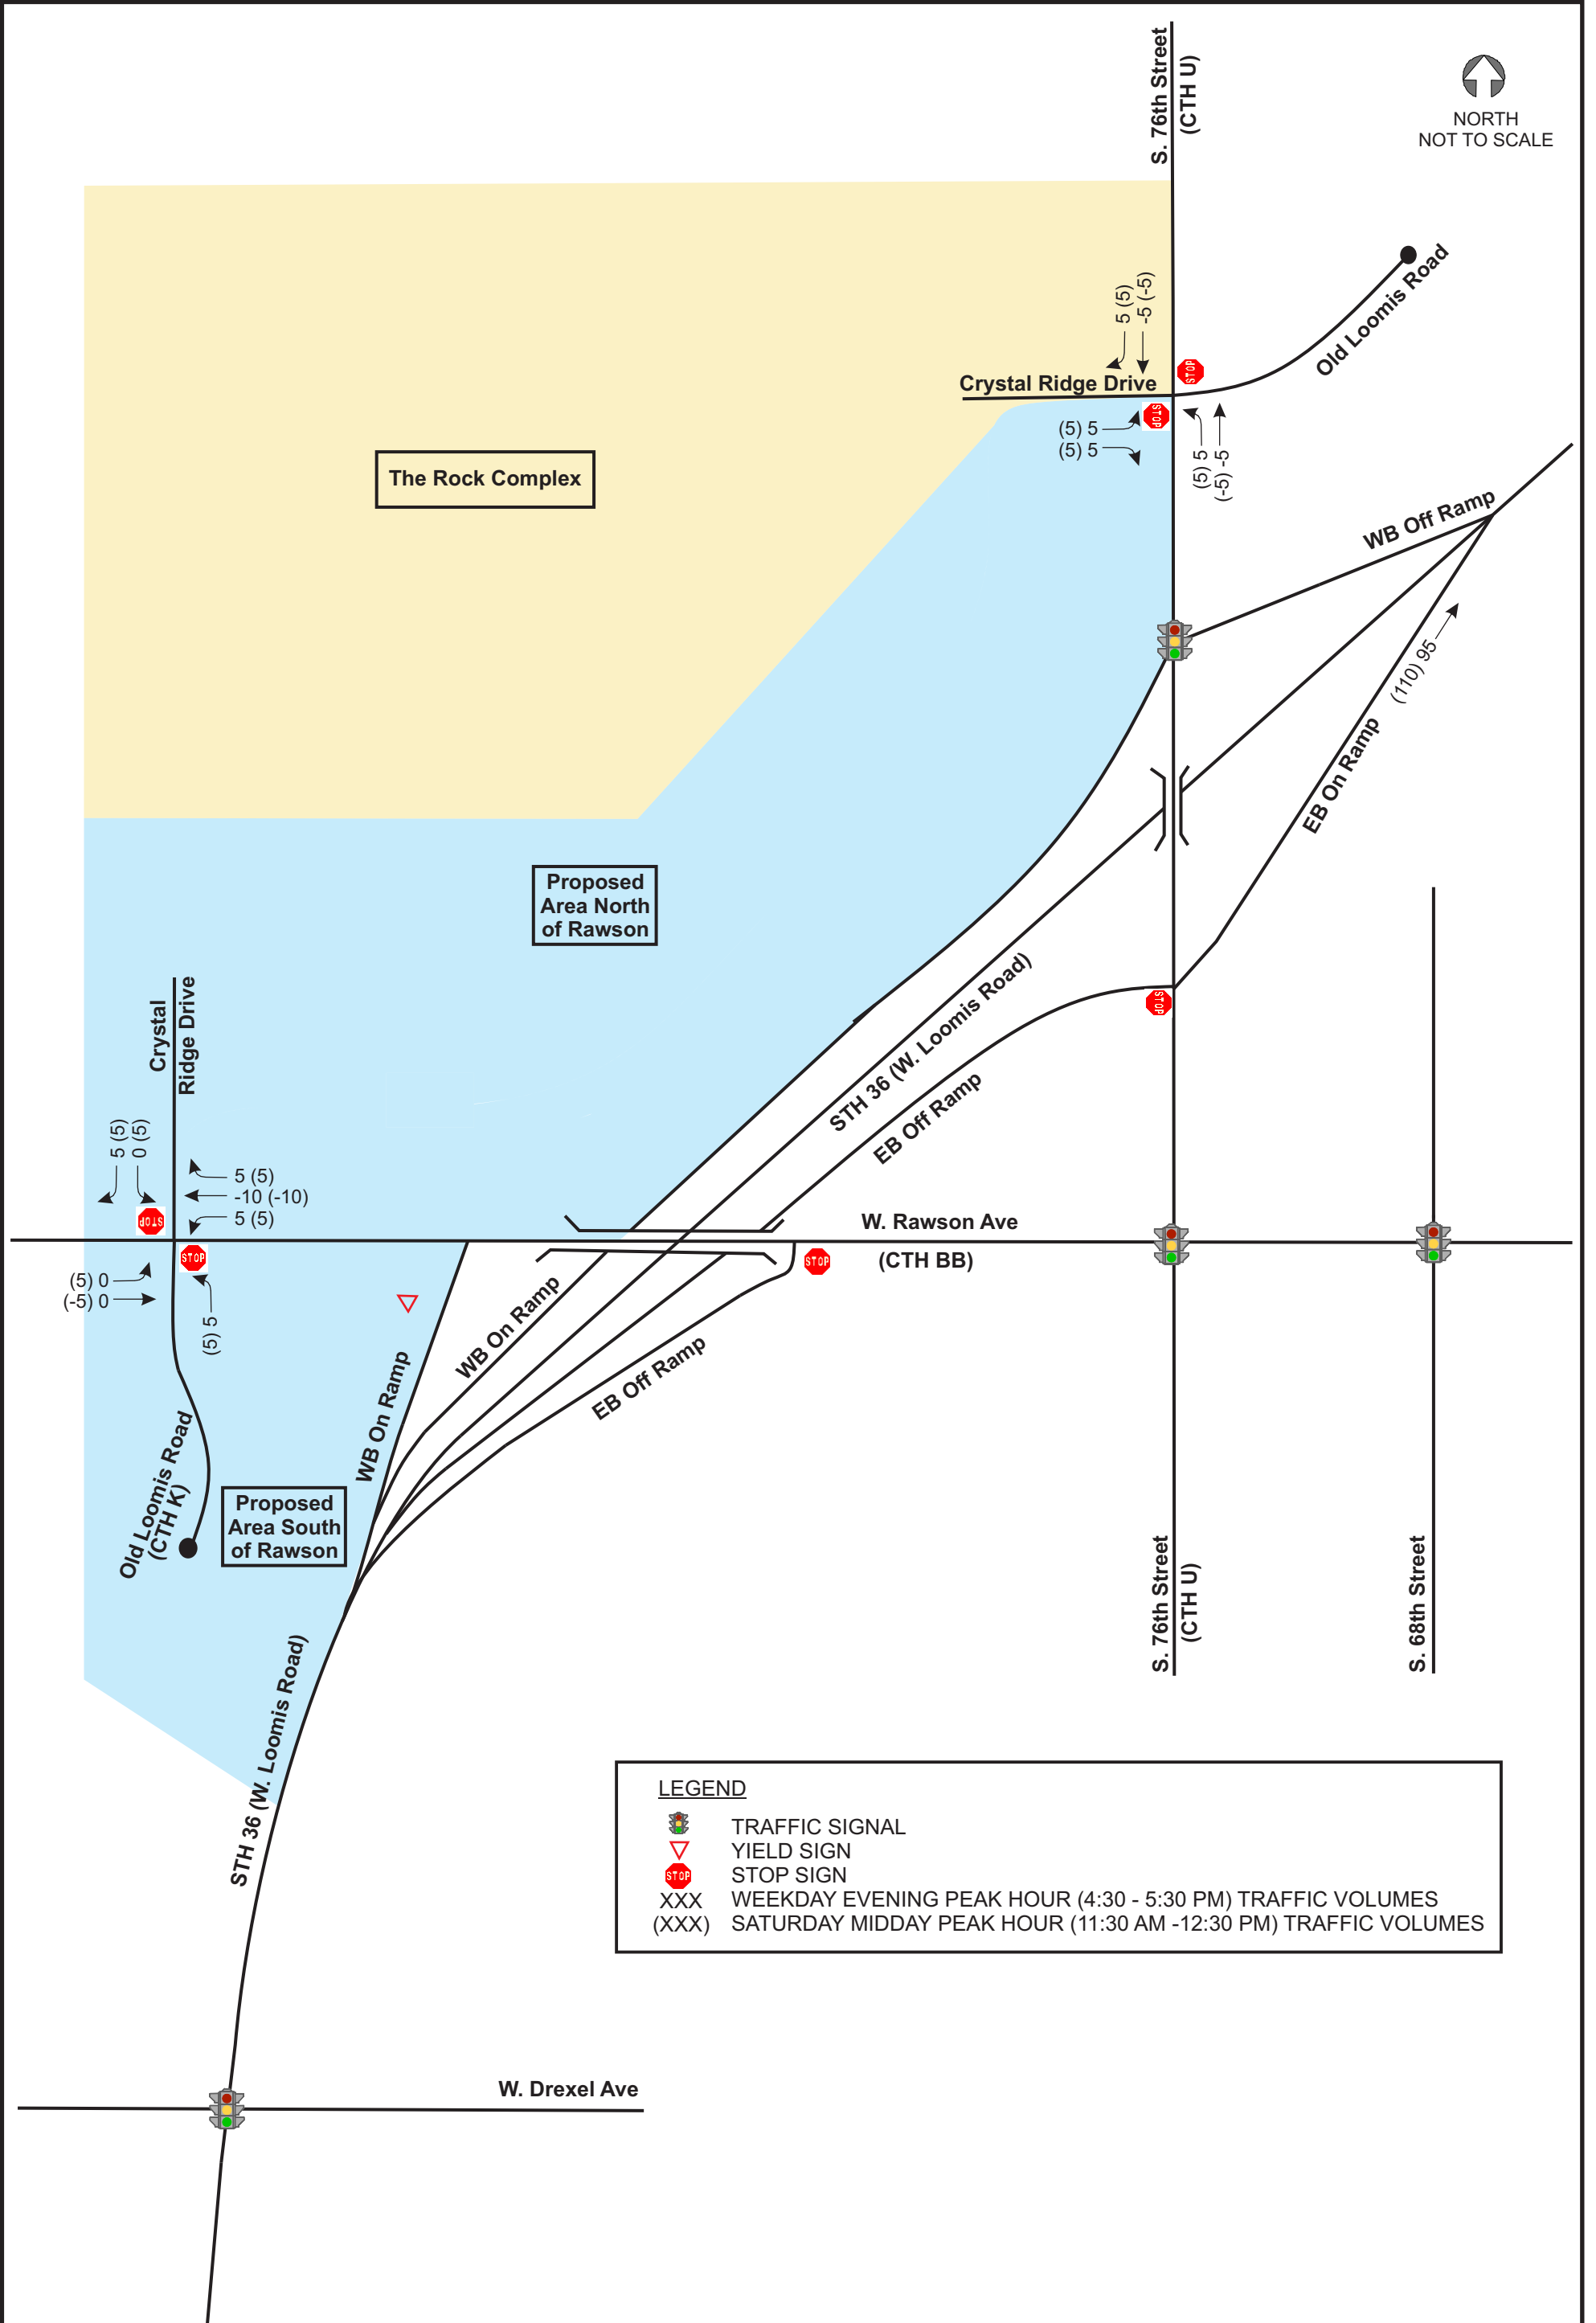 S. 76th Street
(CTH U)
NORTH
NOT TO SCALE
5 (5)
-5 (-5)
Old Loomis Road
STOP
Crystal Ridge Drive
STOP
(5) 5
(5) 5
(5) 5
(-5) -5
The Rock Complex
WB Off Ramp
(110) 95
EB On Ramp
Proposed
Area North
of Rawson
STH 36 (W. Loomis Road)
STOP
EB Off Ramp
Crystal
Ridge Drive
5 (5)
0 (5)
5 (5)
-10 (-10)
5 (5)
STOP
W. Rawson Ave
(CTH BB)
STOP
STOP
(5) 0
(-5) 0
(5) 5
WB On Ramp
EB Off Ramp
WB On Ramp
Old Loomis Road
(CTH K)
Proposed
Area South
of Rawson
S. 76th Street
(CTH U)
S. 68th Street
STH 36 (W. Loomis Road)
LEGEND
TRAFFIC SIGNAL
YIELD SIGN
STOP STOP SIGN
XXX WEEKDAY EVENING PEAK HOUR (4:30 - 5:30 PM) TRAFFIC VOLUMES
(XXX) SATURDAY MIDDAY PEAK HOUR (11:30 AM -12:30 PM) TRAFFIC VOLUMES
W. Drexel Ave